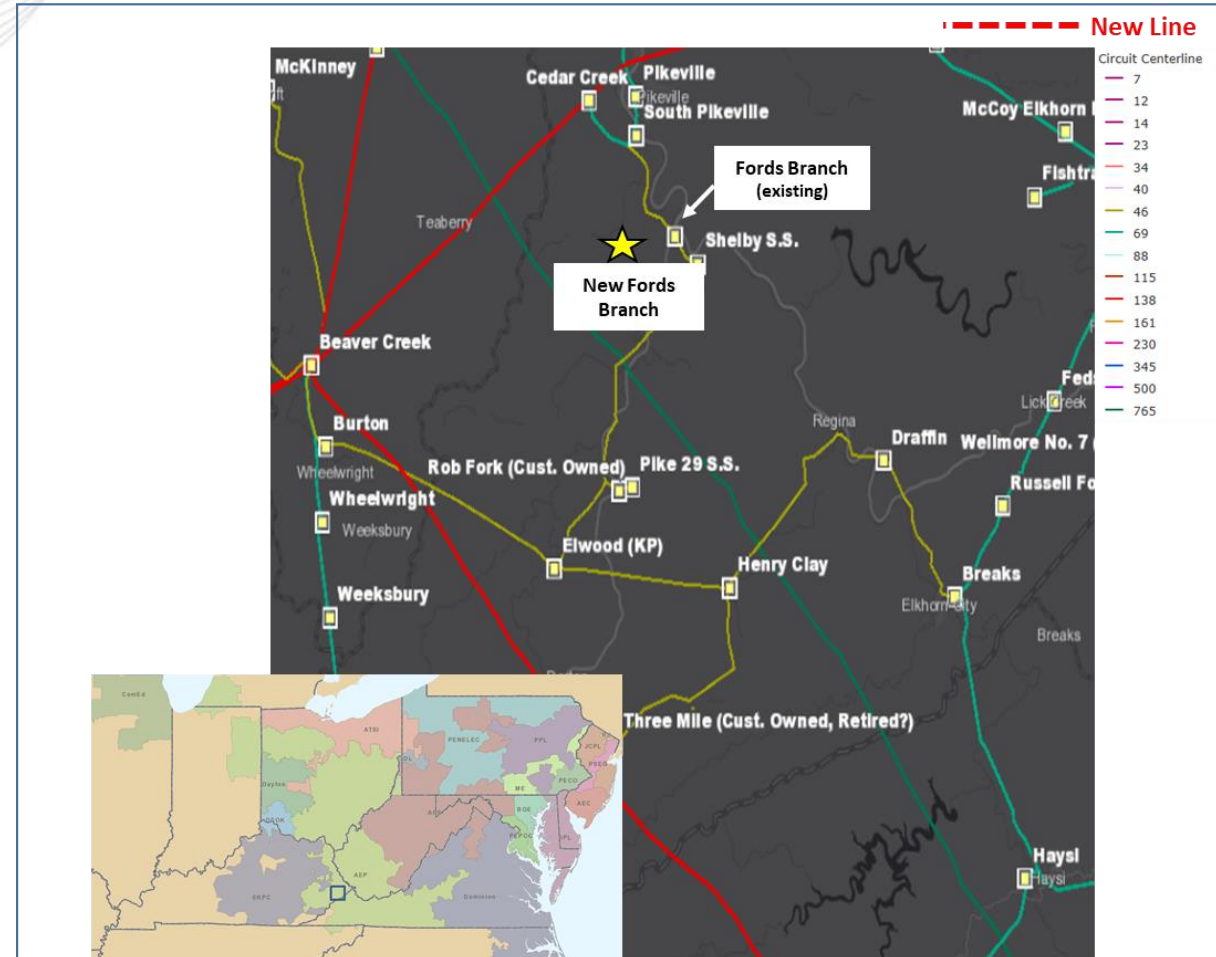 New Line
Circuit Centerline
7
12
14
23
34
40
46
69
88
115
138
161
230
345
500
765
McKinney
Cedar Creek
Pikeville
Pikeville
South Pikeville
McCoy Elkhorn
Fords Branch
(existing)
Fishtra
Teaberry
Shelby S.S.
New Fords
Branch
Beaver Creek
Feds
Lick Creek
Burton
Regina
Draffin
Wellmore No. 7
Wheelwright
Rob Fork (Cust. Owned)
Pike 29 S.S.
Russell Fo
Wheelwright
Weeksbury
Elwood (KP)
Henry Clay
Breaks
Weeksbury
Elkhorn City
Breaks
Three Mile (Cust. Owned, Retired?)
Haysi
Haysi
ComEd
ATSI
PENELEC
PPL
JCPL
PSEG
Dayton
ME
PECO
AEC
BGE
PEPCO
DPL
AEP
EKPC
Dominion